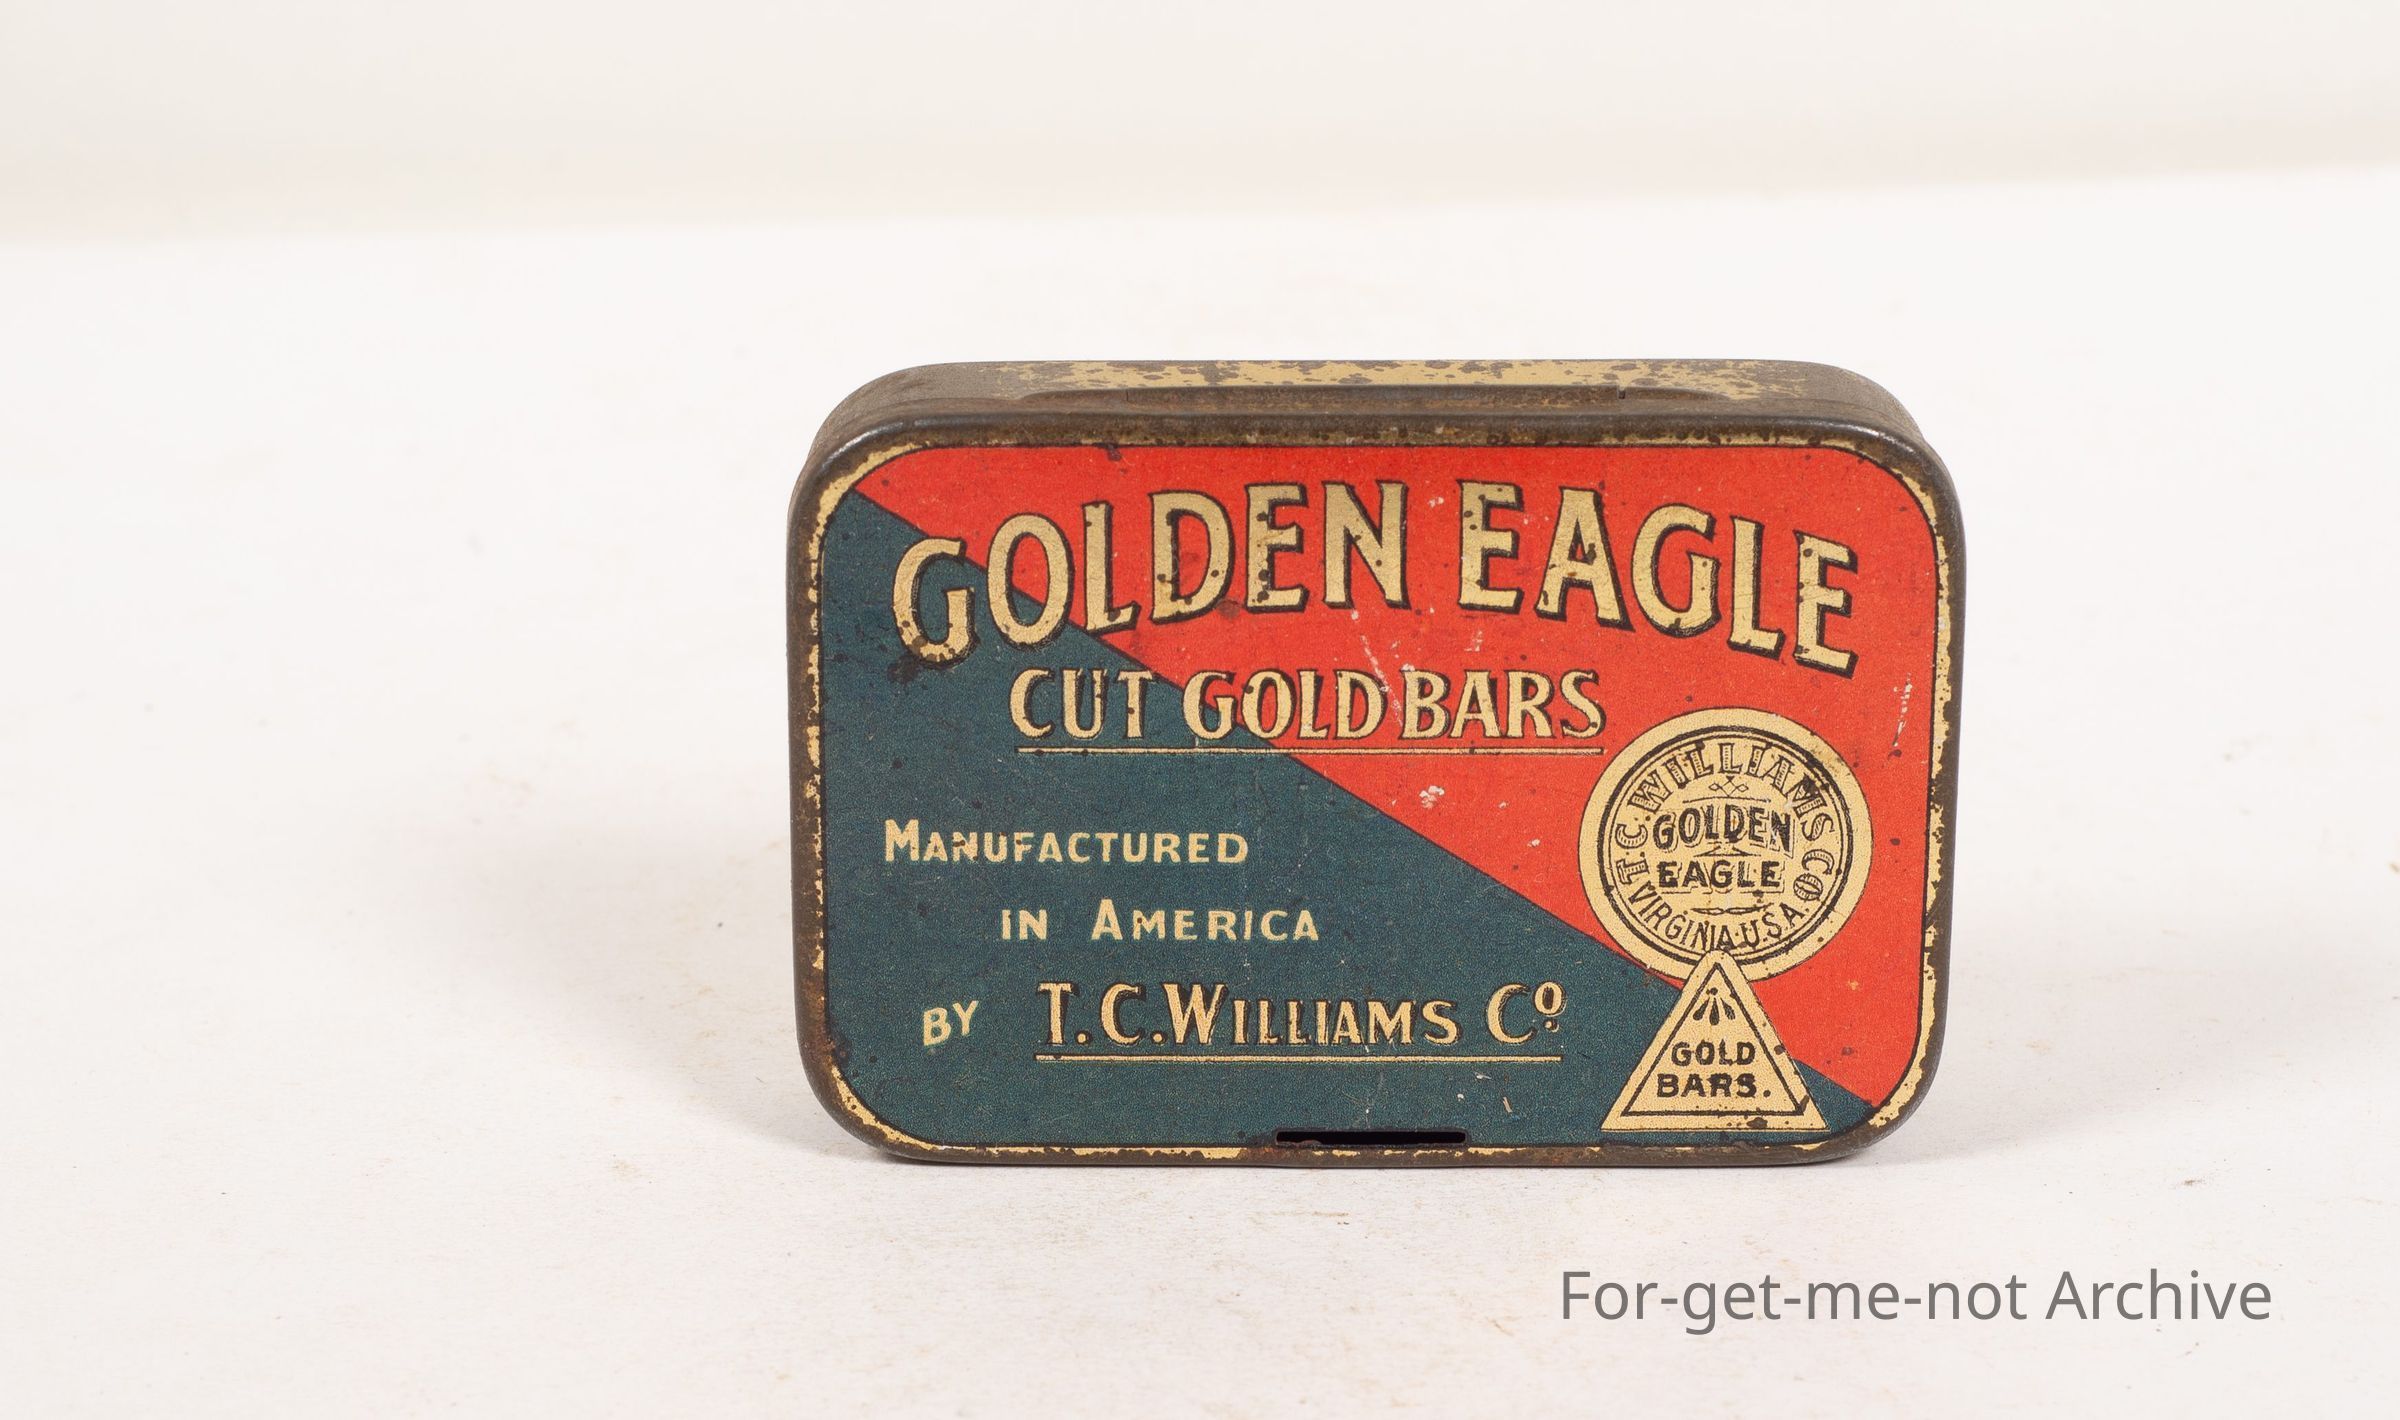 GOLDEN EAGLE
CUT GOLD BARS
MANUFACTURED
IN AMERICA
BY T.C.WILLIAMS Cº
T.C. WILLIAMS CO
GOLDEN
EAGLE
VIRGINIA·U.S.A.
GOLD
BARS.
For-get-me-not Archive